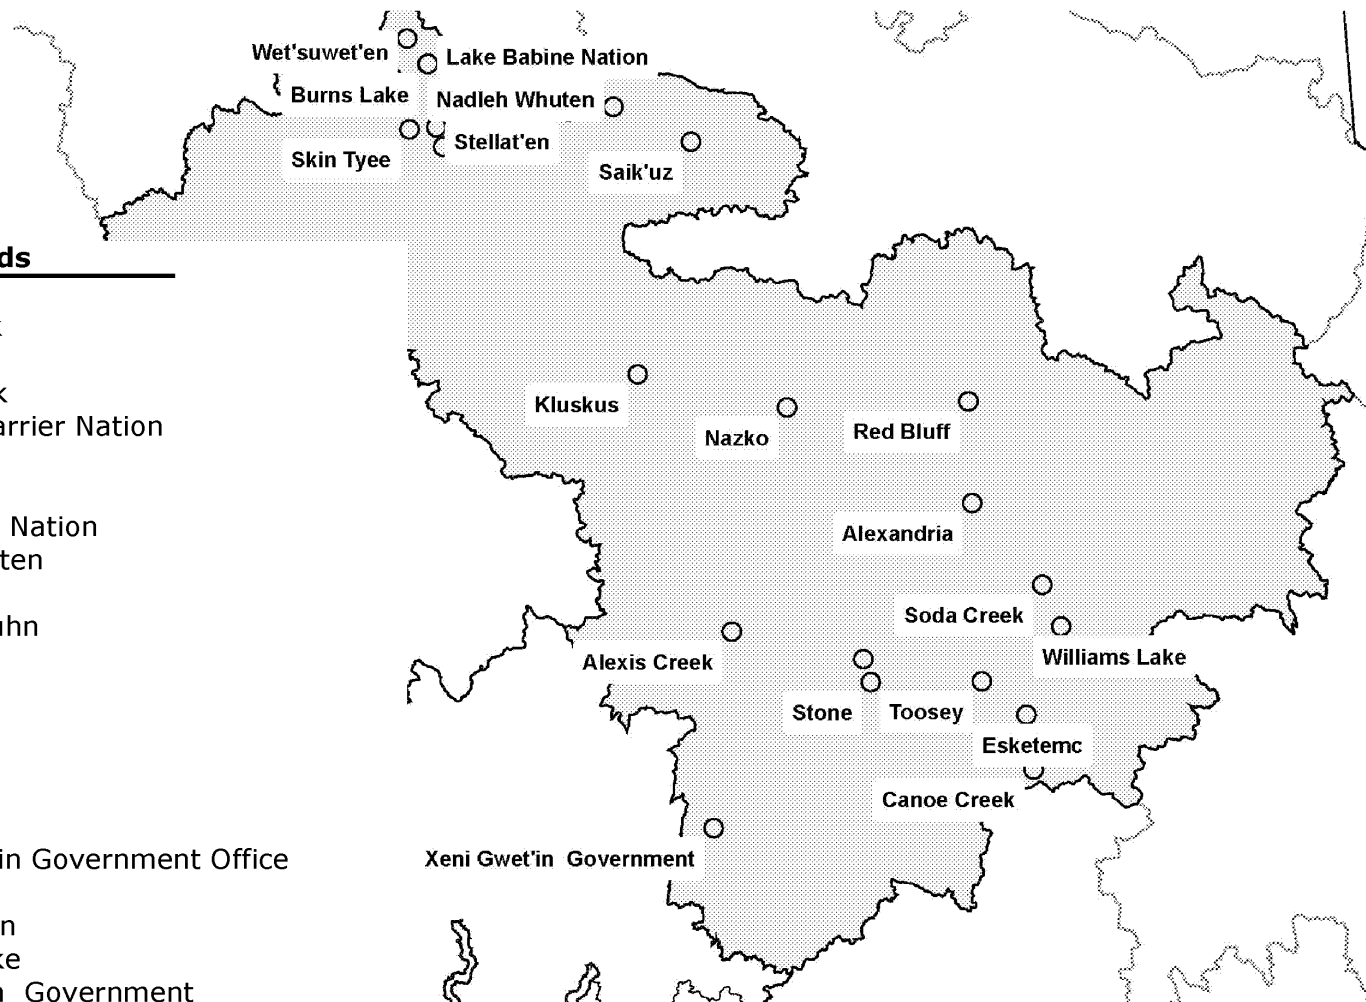 Wet'suwet'en
Lake Babine Nation
Burns Lake
Nadleh Whuten
Stellat'en
Skin Tyee
Saik'uz
ds
k
arrier Nation
Nation
ten
uhn
in Government Office
n
ke
Government
Kluskus
Nazko
Red Bluff
Alexandria
Soda Creek
Williams Lake
Alexis Creek
Stone
Toosey
Esketemc
Canoe Creek
Xeni Gwet'in Government